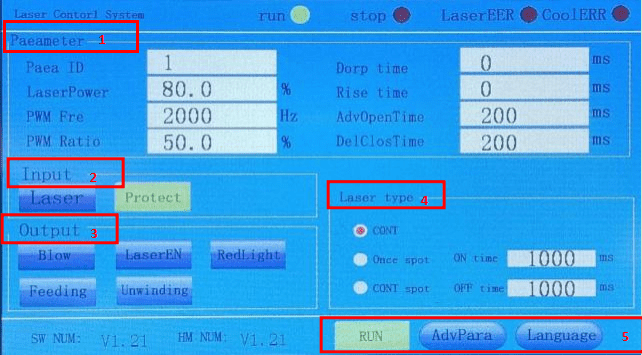 Laser Contorl System run stop LaserEER CoolERR
Paeameter 1
Paea ID 1 Dorp time 0 ms
LaserPower 80.0 % Rise time 0 ms
PWM Fre 2000 Hz AdvOpenTime 200 ms
PWM Ratio 50.0 % DelClosTime 200 ms
Input 2
Laser Protect
Laser type 4
Output 3
CONT
Blow LaserEN RedLight
Once spot ON time 1000 ms
Feeding Unwinding
CONT spot OFF time 1000 ms
SW NUM: V1.21 HM NUM: V1.21 RUN AdvPara Language 5